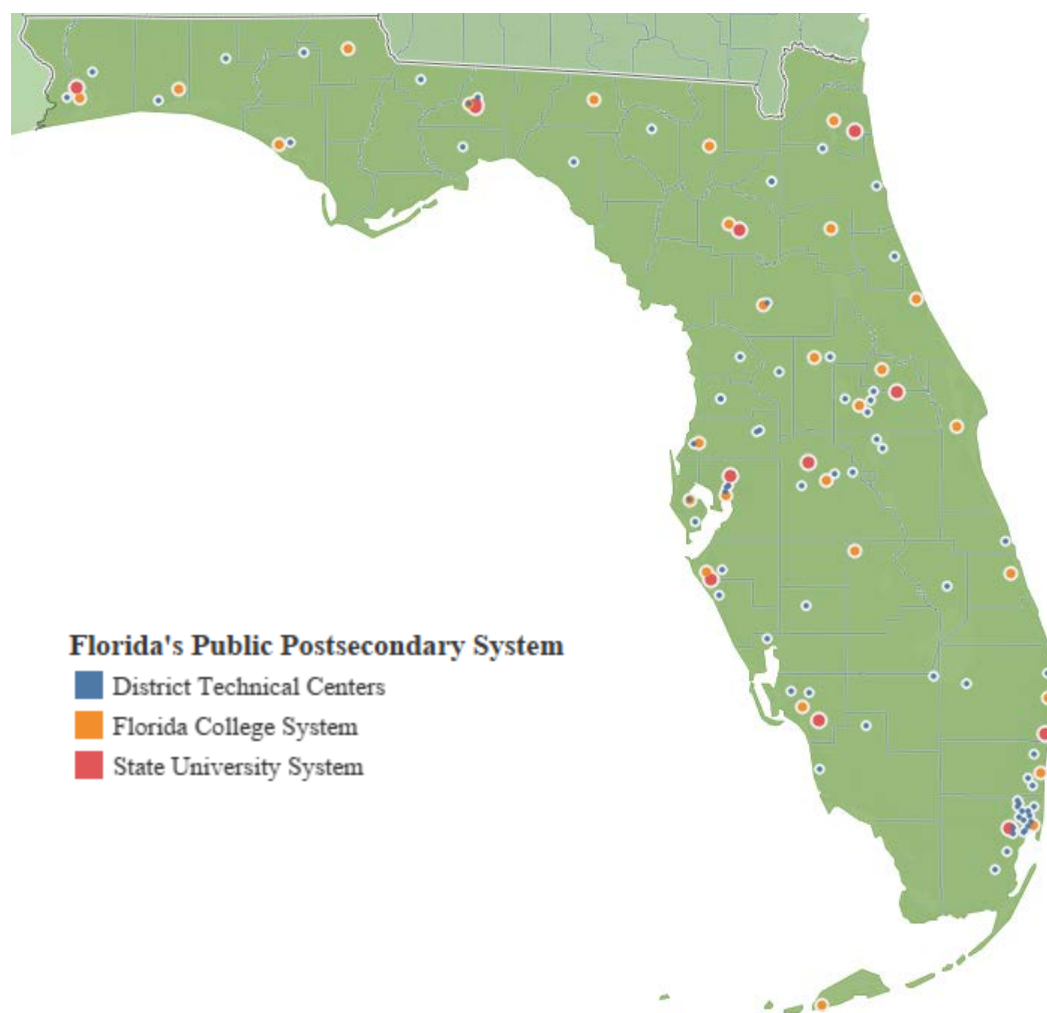 Florida's Public Postsecondary System
District Technical Centers
Florida College System
State University System